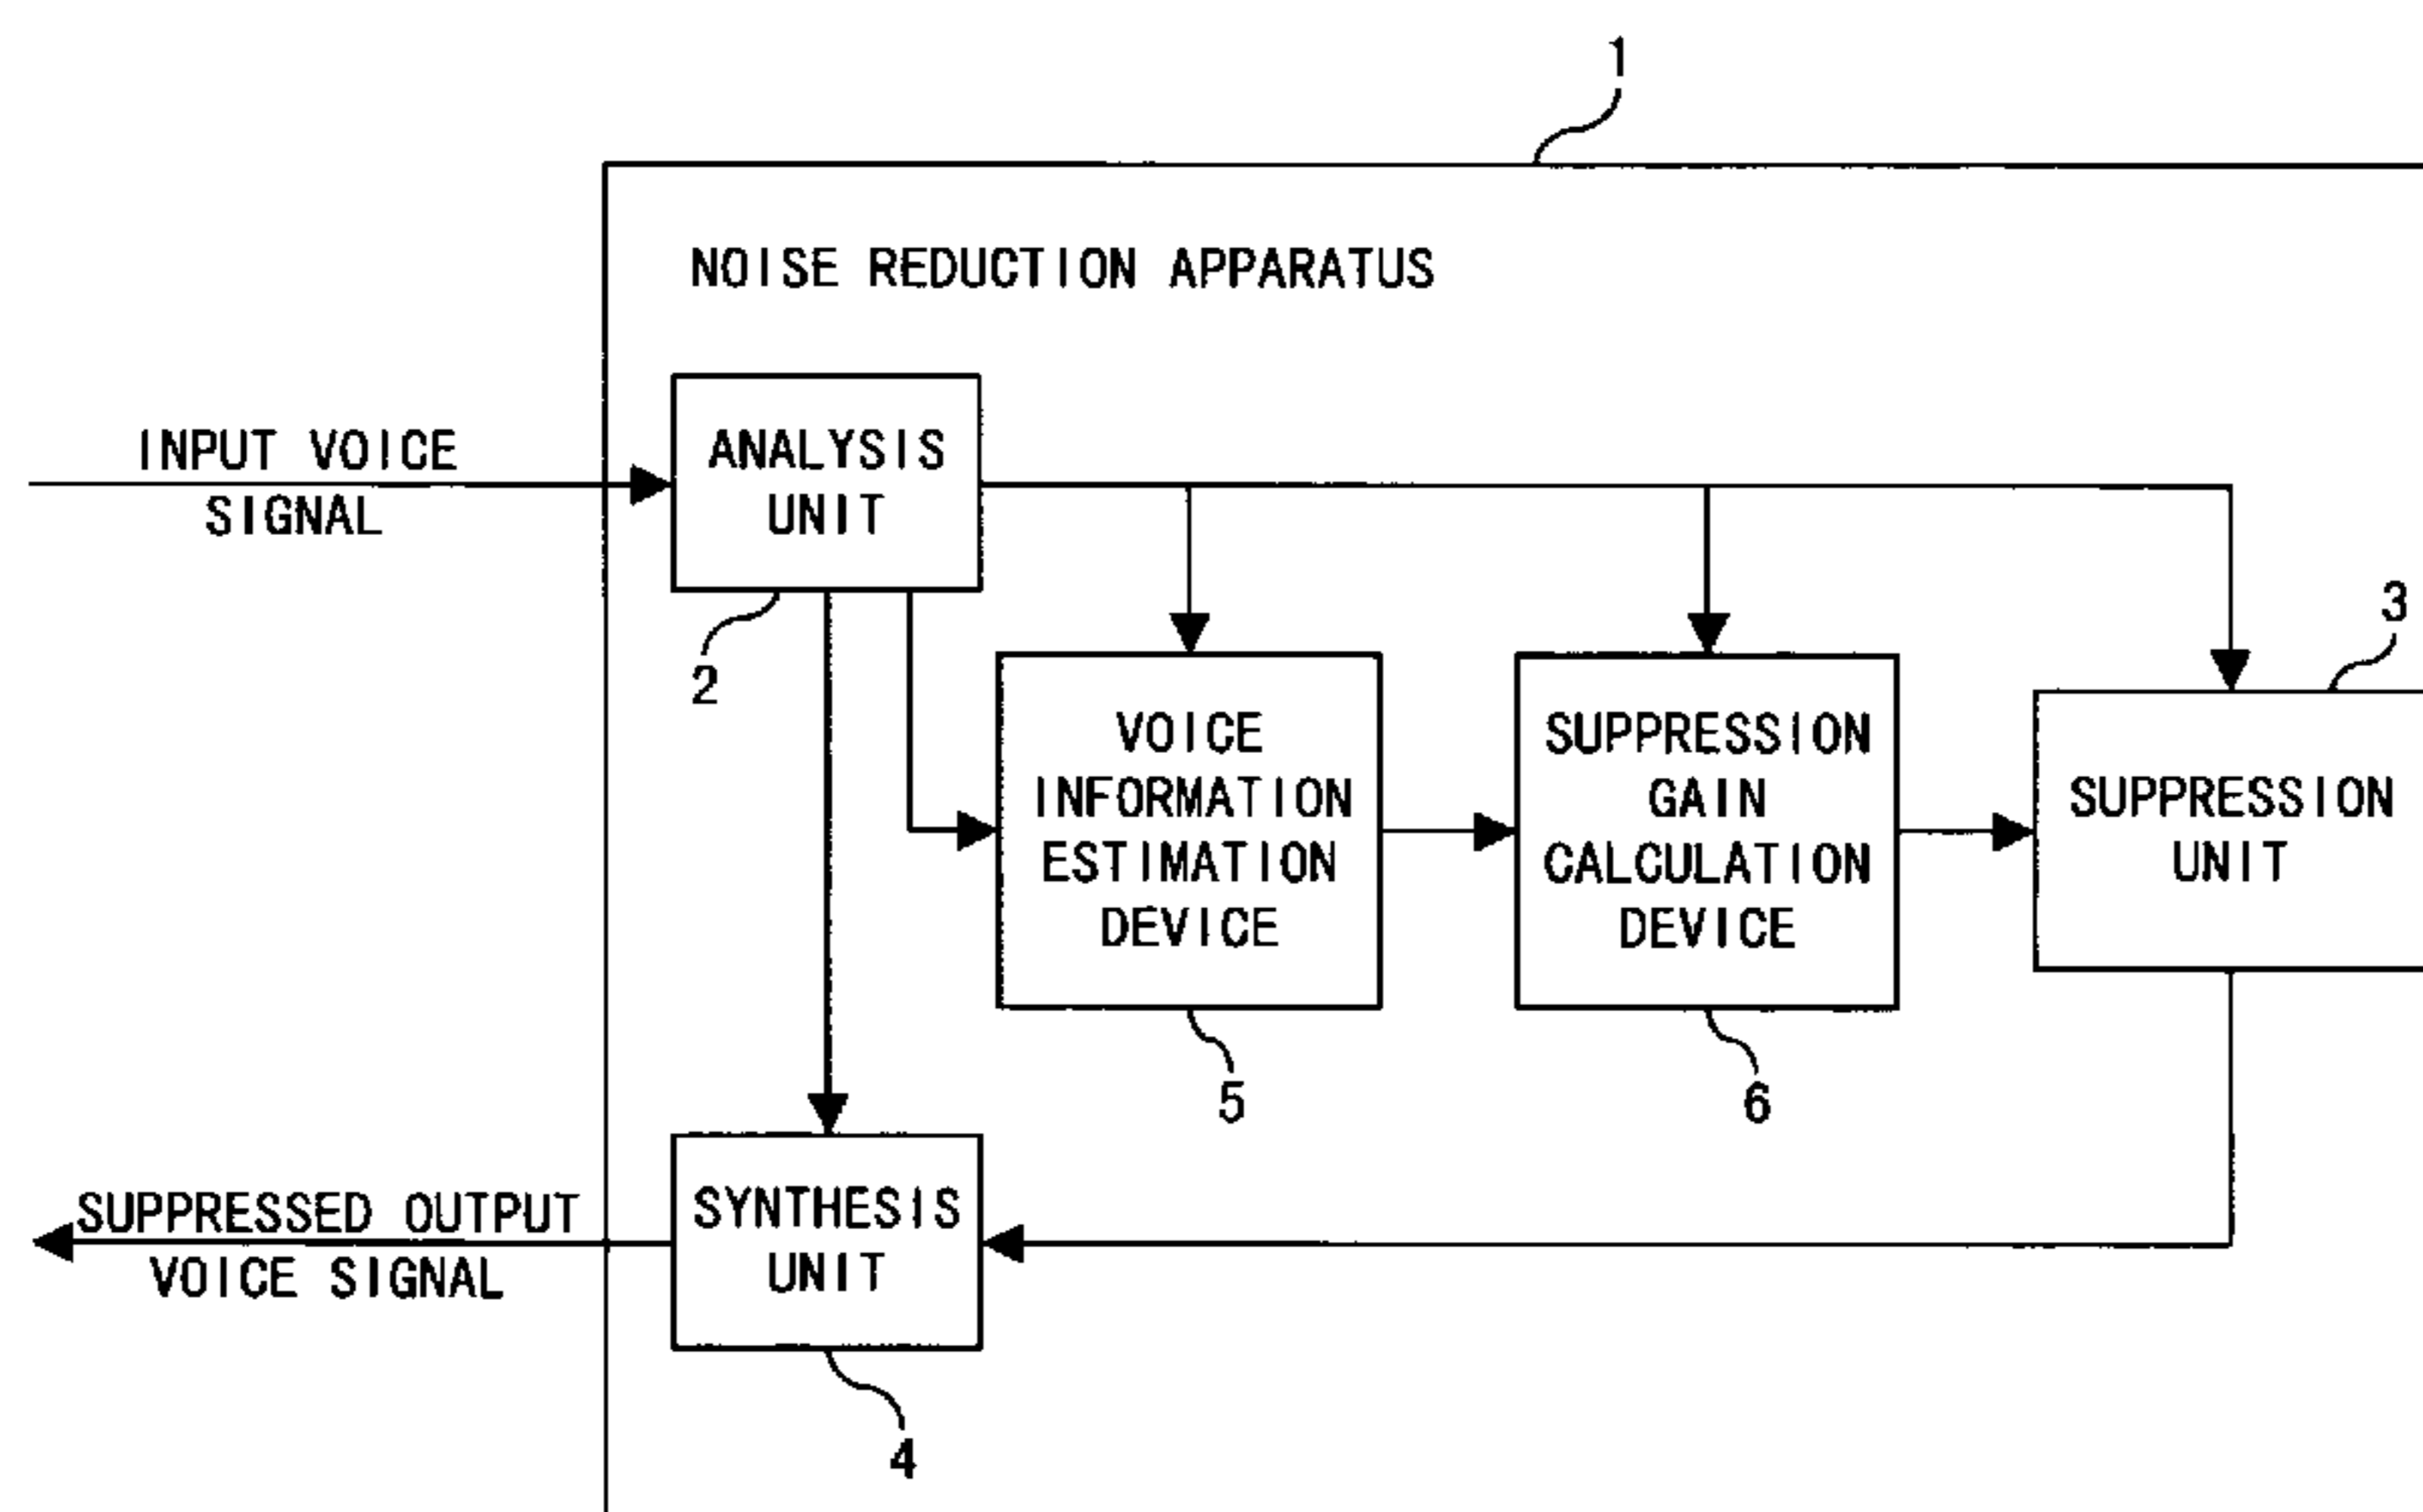 1
NOISE REDUCTION APPARATUS
INPUT VOICE
SIGNAL
ANALYSIS
UNIT
2
3
VOICE
INFORMATION
ESTIMATION
DEVICE
SUPPRESSION
GAIN
CALCULATION
DEVICE
SUPPRESSION
UNIT
5
6
SUPPRESSED OUTPUT
VOICE SIGNAL
SYNTHESIS
UNIT
4